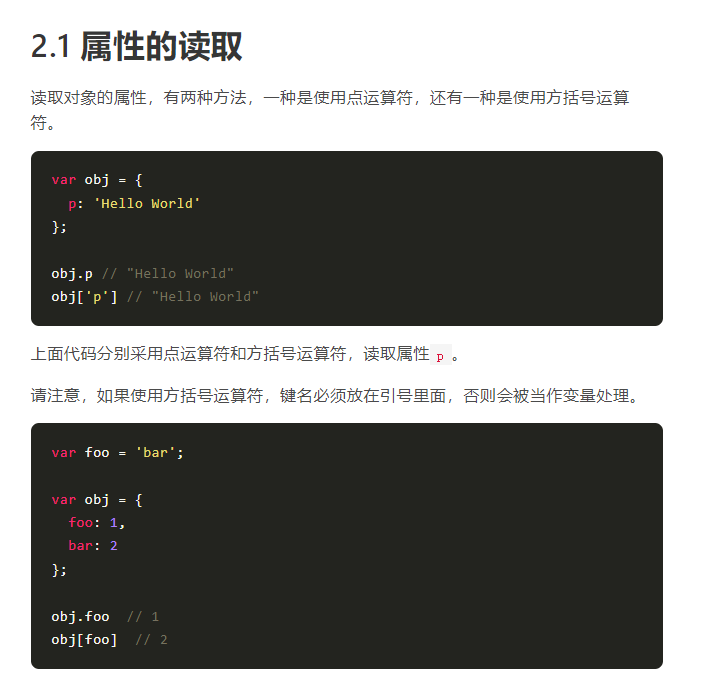 2.1 属性的读取
读取对象的属性，有两种方法，一种是使用点运算符，还有一种是使用方括号运算
符。
var obj = {
  p: 'Hello World'
};
obj.p // "Hello World"
obj['p'] // "Hello World"
上面代码分别采用点运算符和方括号运算符，读取属性 p 。
请注意，如果使用方括号运算符，键名必须放在引号里面，否则会被当作变量处理。
var foo = 'bar';
var obj = {
  foo: 1,
  bar: 2
};
obj.foo  // 1
obj[foo]  // 2